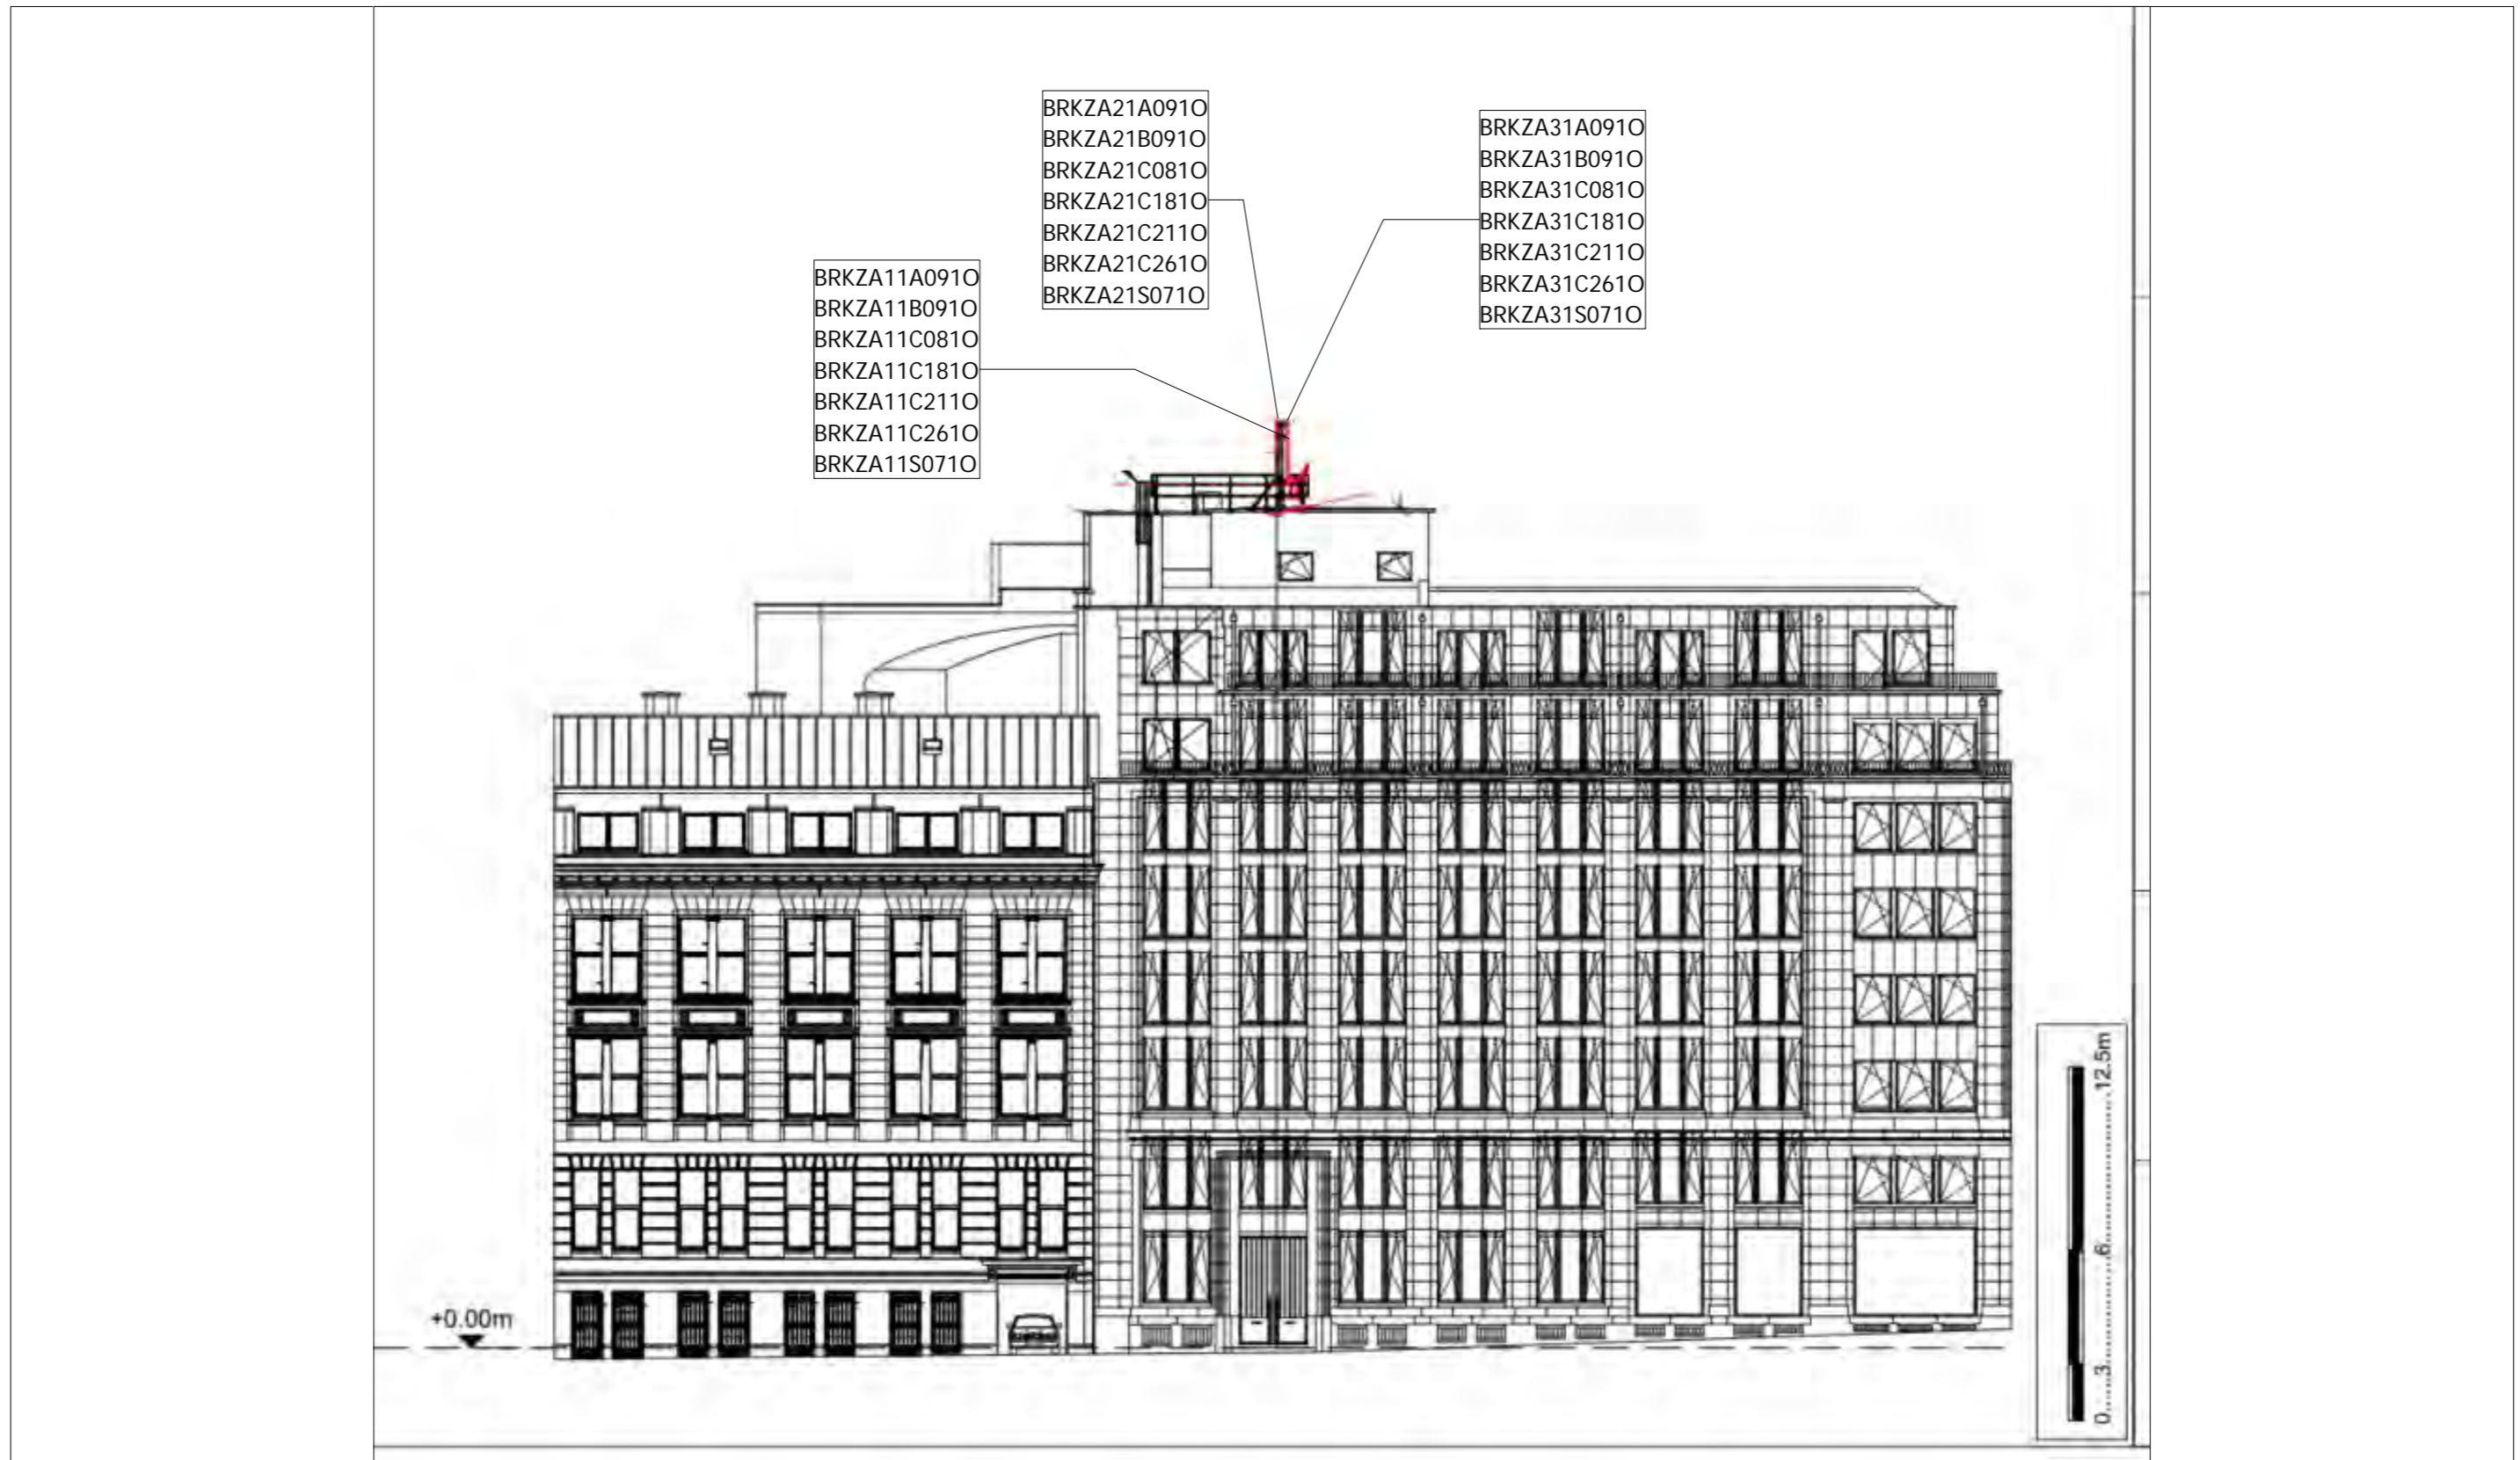 BRKZA21A091O
BRKZA21B091O
BRKZA21C081O
BRKZA21C181O
BRKZA21C211O
BRKZA21C261O
BRKZA21S071O
BRKZA31A091O
BRKZA31B091O
BRKZA31C081O
BRKZA31C181O
BRKZA31C211O
BRKZA31C261O
BRKZA31S071O
BRKZA11A091O
BRKZA11B091O
BRKZA11C081O
BRKZA11C181O
BRKZA11C211O
BRKZA11C261O
BRKZA11S071O
+0.00m
0.....3...............6....................12.5m